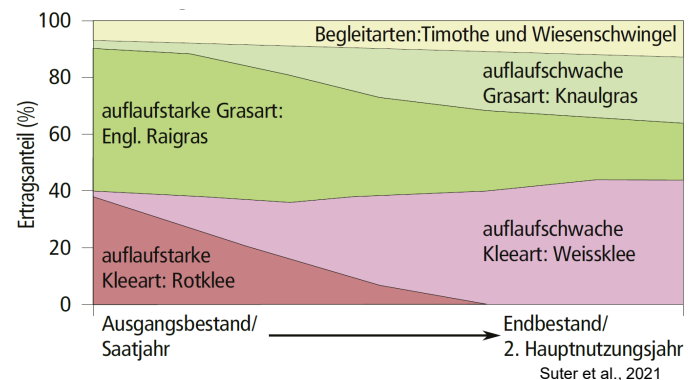 100
80
60
40
20
0
Ertragsanteil (%)
Begleitarten:Timothe und Wiesenschwingel
auflaufschwache
Grasart: Knaulgras
auflaufstarke Grasart:
Engl. Raigras
auflaufschwache
Kleeart: Weissklee
auflaufstarke
Kleeart: Rotklee
Ausgangsbestand/
Saatjahr
Endbestand/
2. Hauptnutzungsjahr
Suter et al., 2021